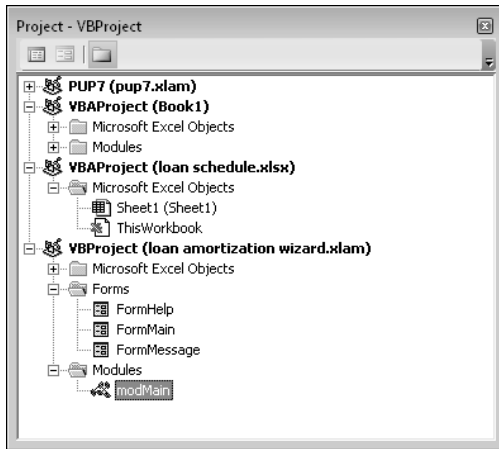 Project - VBProject
PUP7 (pup7.xlam)
VBAProject (Book1)
Microsoft Excel Objects
Modules
VBAProject (loan schedule.xlsx)
Microsoft Excel Objects
Sheet1 (Sheet1)
ThisWorkbook
VBProject (loan amortization wizard.xlam)
Microsoft Excel Objects
Forms
FormHelp
FormMain
FormMessage
Modules
modMain